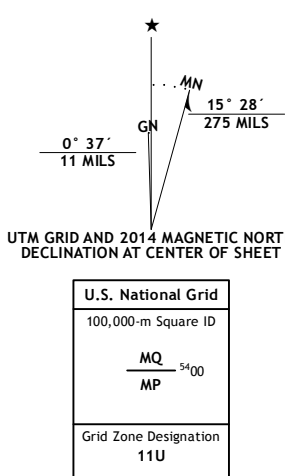 ★
MN
15° 28´
275 MILS
GN
0° 37´
11 MILS
UTM GRID AND 2014 MAGNETIC NORT
DECLINATION AT CENTER OF SHEET
U.S. National Grid
100,000-m Square ID
MQ
5400
MP
Grid Zone Designation
11U